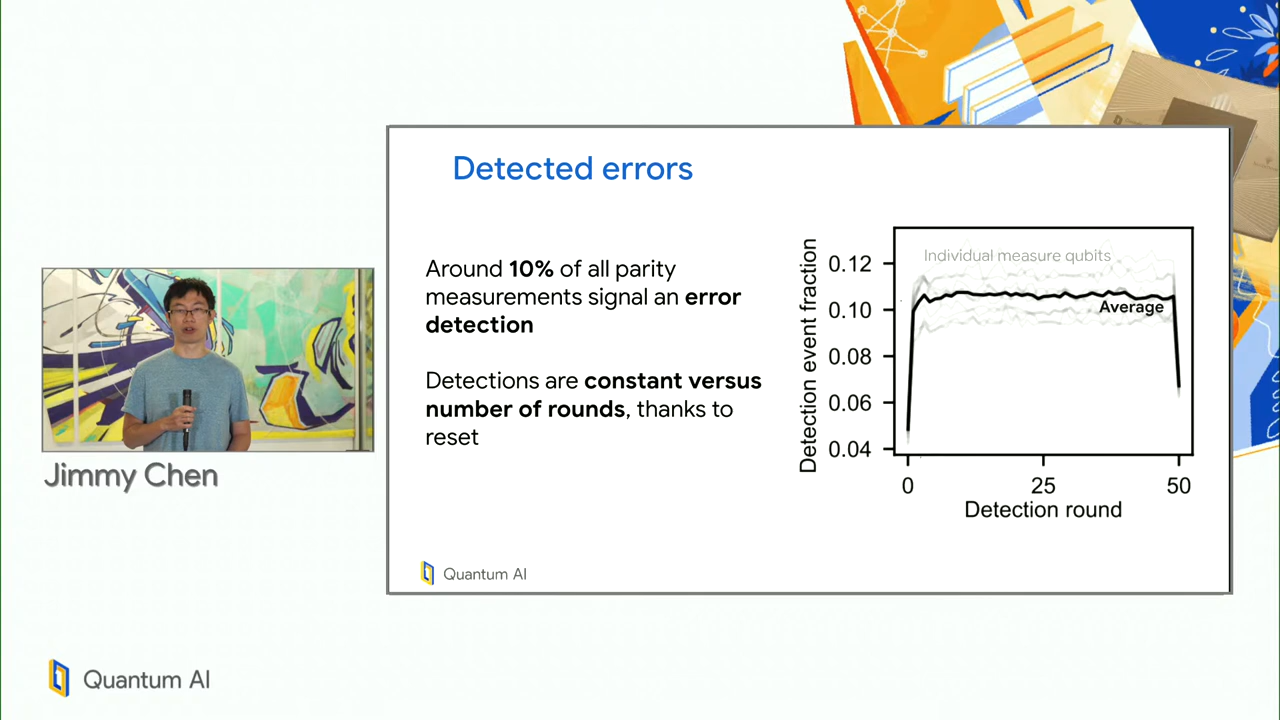 Detected errors
Around 10% of all parity
measurements signal an error
detection
Detections are constant versus
number of rounds, thanks to
reset
Detection event fraction
0.12
0.10
0.08
0.06
0.04
Individual measure qubits
Average
0
25
50
Detection round
Quantum AI
Jimmy Chen
Quantum AI